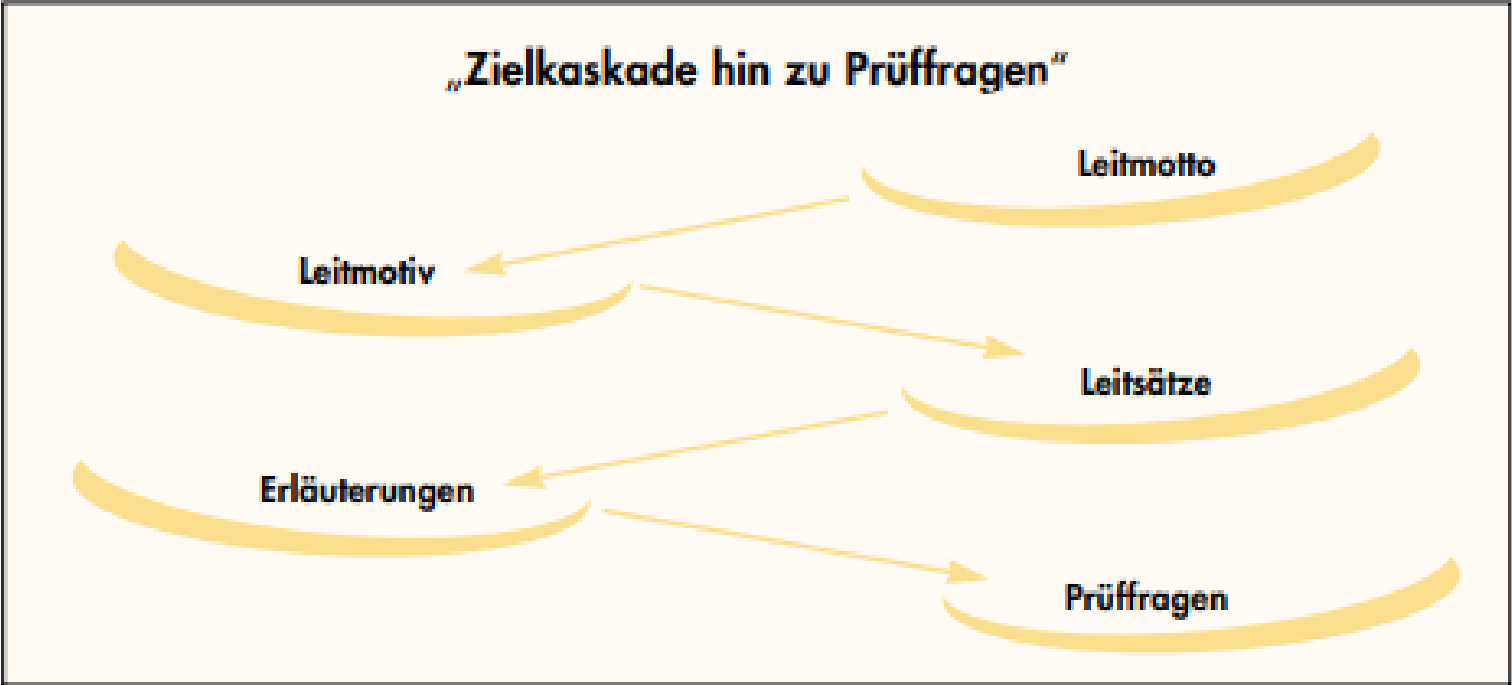 „Zielkaskade hin zu Prüffragen“
Leitmotto
Leitmotiv
Leitsätze
Erläuterungen
Prüffragen